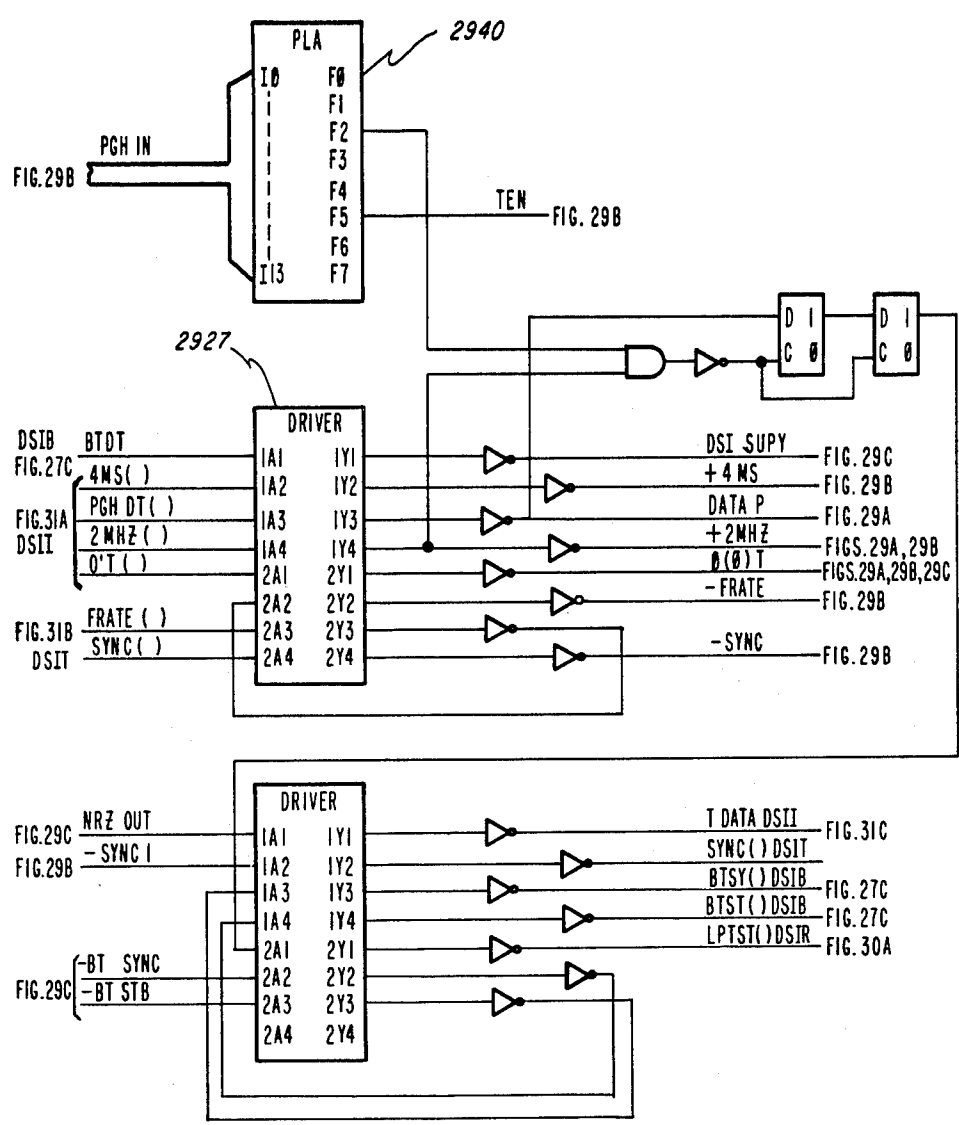 PLA
2940
I0 F0
F1
F2
F3
F4
F5
F6
I13 F7
PGH IN
FIG.29B
TEN
FIG. 29B
D 1
C 0
D 1
C 0
2927
DRIVER
DSIB BTDT 1A1 1Y1 DSI SUPY FIG.29C
FIG.27C
4MS( ) 1A2 1Y2 +4MS FIG.29B
FIG.31A PGH DT( ) 1A3 1Y3 DATA P FIG.29A
DSII 2MHZ( ) 1A4 1Y4 +2MHZ FIGS.29A,29B
0'T( ) 2A1 2Y1 0(0)T FIGS.29A,29B,29C
2A2 2Y2 -FRATE FIG.29B
FIG.31B FRATE ( ) 2A3 2Y3
DSIT SYNC( ) 2A4 2Y4 -SYNC FIG.29B
DRIVER
FIG.29C NRZ OUT 1A1 1Y1 T DATA DSII FIG.31C
FIG.29B -SYNC1 1A2 1Y2 SYNC()DSIT
1A3 1Y3 BTSY()DSIB FIG.27C
1A4 1Y4 BTST()DSIB FIG.27C
2A1 2Y1 LPTST()DSIR FIG.30A
FIG.29C -BT SYNC 2A2 2Y2
-BT STB 2A3 2Y3
2A4 2Y4